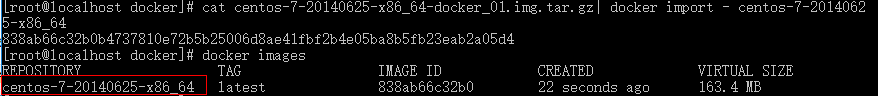 [root@localhost docker]# cat centos-7-20140625-x86_64-docker_01.img.tar.gz| docker import - centos-7-2014062
5-x86_64
838ab66c32b0b4737810e72b5b25006d8ae41fbf2b4e05ba8b5fb23eab2a05d4
[root@localhost docker]# docker images
REPOSITORY TAG IMAGE ID CREATED VIRTUAL SIZE
centos-7-20140625-x86_64 latest 838ab66c32b0 22 seconds ago 163.4 MB